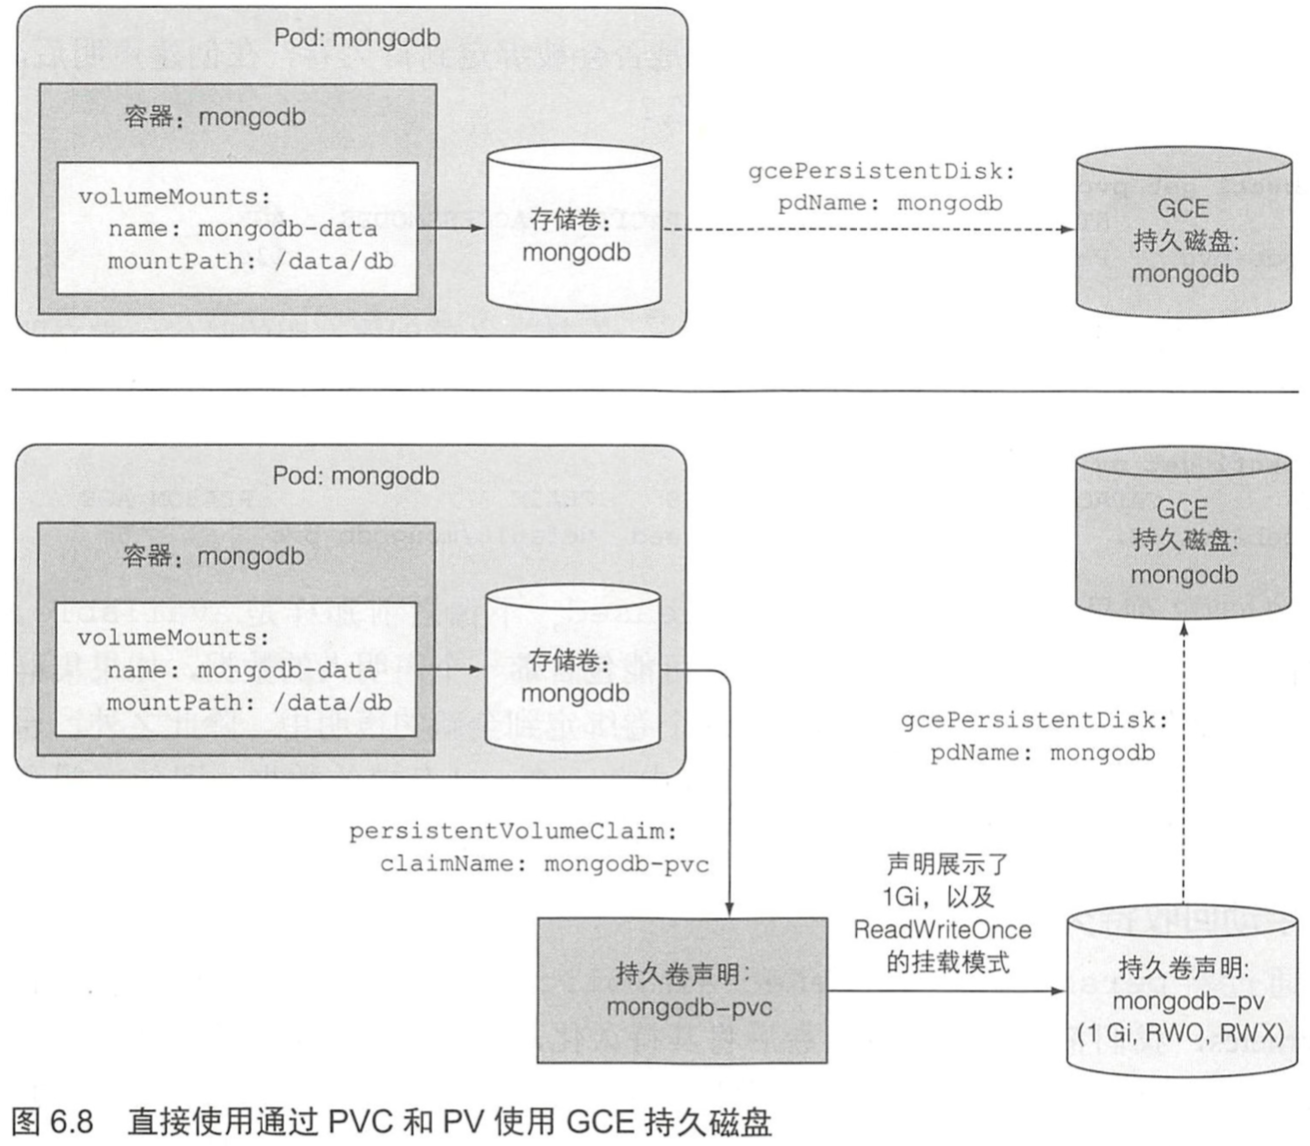 Pod: mongodb
容器：mongodb
volumeMounts:
name: mongodb-data
mountPath: /data/db
存储卷：
mongodb
gcePersistentDisk:
pdName: mongodb
GCE
持久磁盘:
mongodb
Pod: mongodb
容器：mongodb
volumeMounts:
name: mongodb-data
mountPath: /data/db
存储卷：
mongodb
GCE
持久磁盘:
mongodb
gcePersistentDisk:
pdName: mongodb
persistentVolumeClaim:
claimName: mongodb-pvc
持久卷声明：
mongodb-pvc
声明展示了
1Gi，以及
ReadWriteOnce
的挂载模式
持久卷声明:
mongodb-pv
(1 Gi, RWO, RWX)
图 6.8 直接使用通过 PVC 和 PV 使用 GCE 持久磁盘